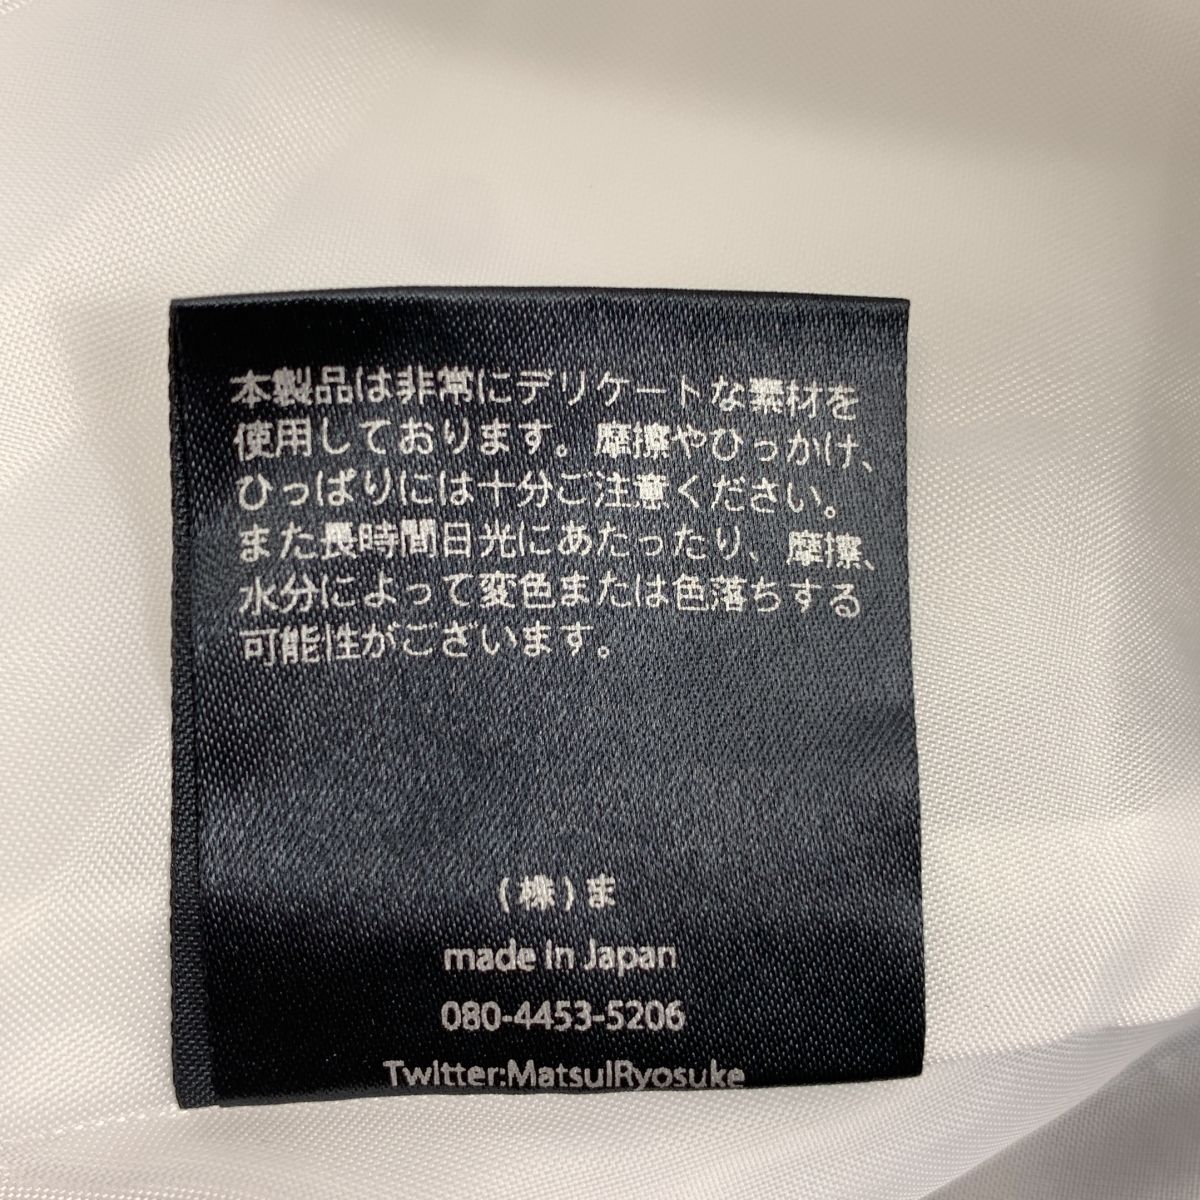 本製品は非常にデリケートな素材を
使用しております。摩擦やひっかけ、
ひっぱりには十分ご注意ください。
また長時間日光にあたったり、摩擦、
水分によって変色または色落ちする
可能性がございます。
(株)ま
made in Japan
080-4453-5206
Twitter:MatsuiRyosuke